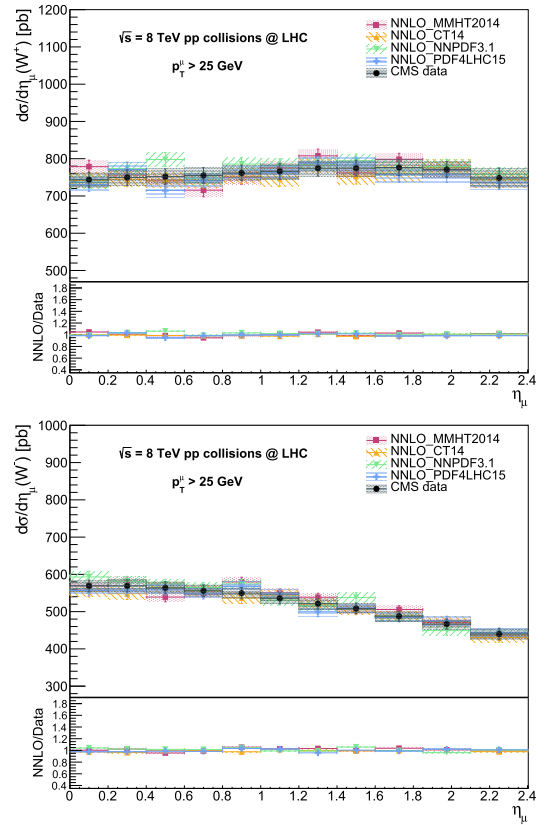 dσ/dη_μ(W⁺) [pb]
1200
1100
1000
900
800
700
600
500
√s = 8 TeV pp collisions @ LHC
p_T^μ > 25 GeV
NNLO_MMHT2014
NNLO_CT14
NNLO_NNPDF3.1
NNLO_PDF4LHC15
CMS data
NNLO/Data
1.8
1.6
1.4
1.2
1
0.8
0.6
0.4
0 0.2 0.4 0.6 0.8 1 1.2 1.4 1.6 1.8 2 2.2 2.4
η_μ
dσ/dη_μ(W⁻) [pb]
1000
900
800
700
600
500
400
300
√s = 8 TeV pp collisions @ LHC
p_T^μ > 25 GeV
NNLO_MMHT2014
NNLO_CT14
NNLO_NNPDF3.1
NNLO_PDF4LHC15
CMS data
NNLO/Data
1.8
1.6
1.4
1.2
1
0.8
0.6
0.4
0 0.2 0.4 0.6 0.8 1 1.2 1.4 1.6 1.8 2 2.2 2.4
η_μ